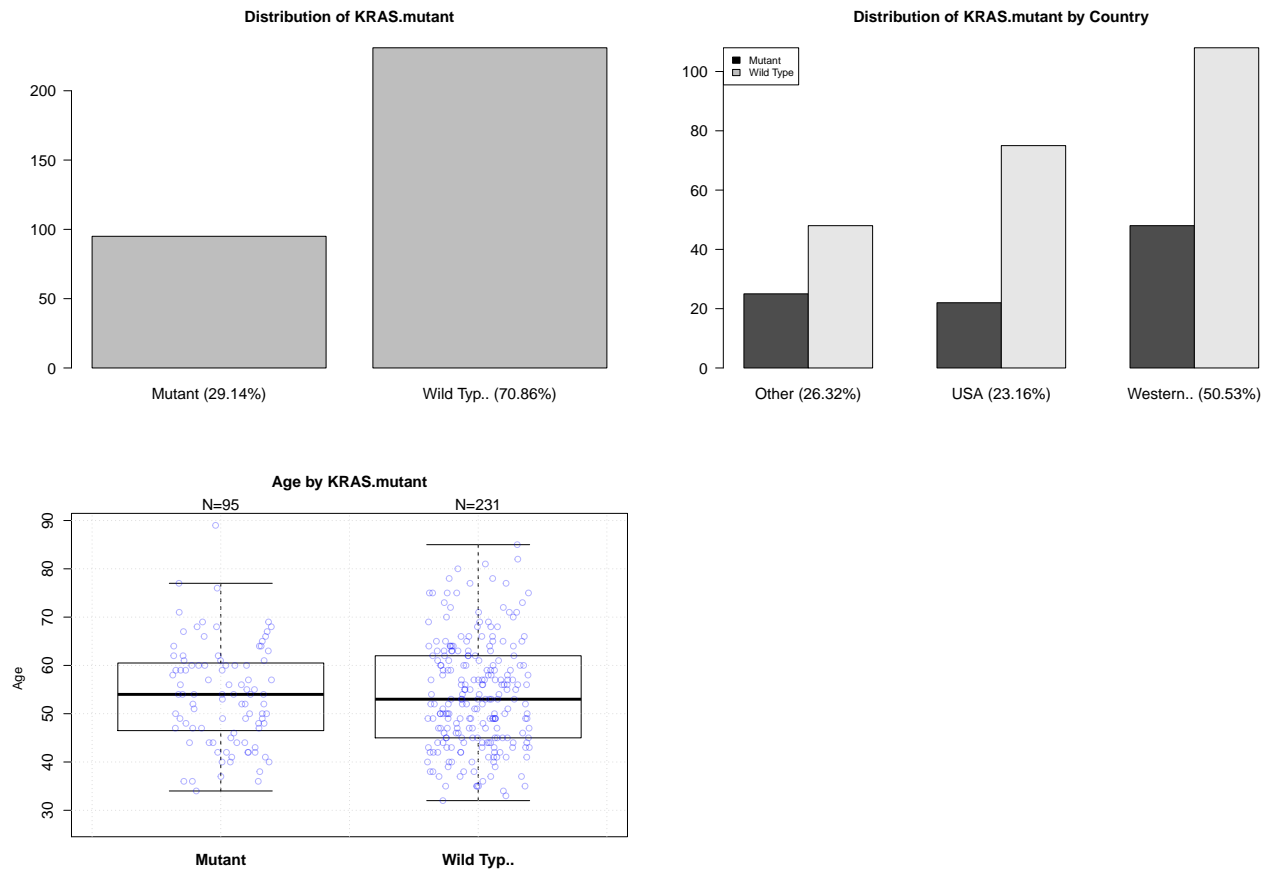 Distribution of KRAS.mutant
200
150
100
50
0
Mutant (29.14%) Wild Typ.. (70.86%)
Distribution of KRAS.mutant by Country
Mutant
Wild Type
100
80
60
40
20
0
Other (26.32%) USA (23.16%) Western.. (50.53%)
Age by KRAS.mutant
N=95 N=231
Age
90
80
70
60
50
40
30
Mutant Wild Typ..